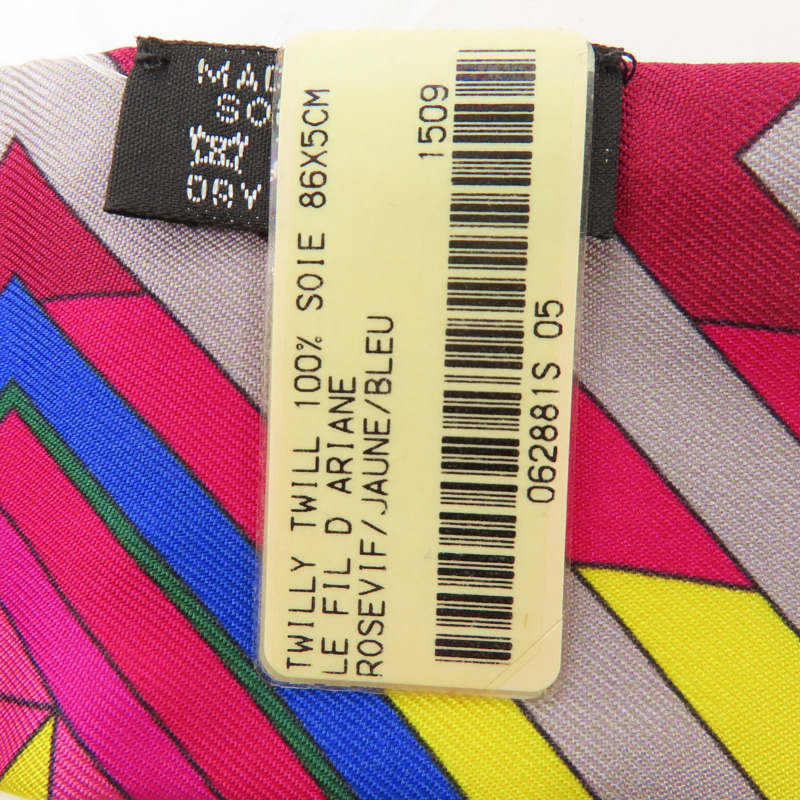 TWILLY TWILL 100% SOIE 86X5CM
LE FIL D ARIANE
ROSEVIF/JAUNE/BLEU
1509
062881S 05